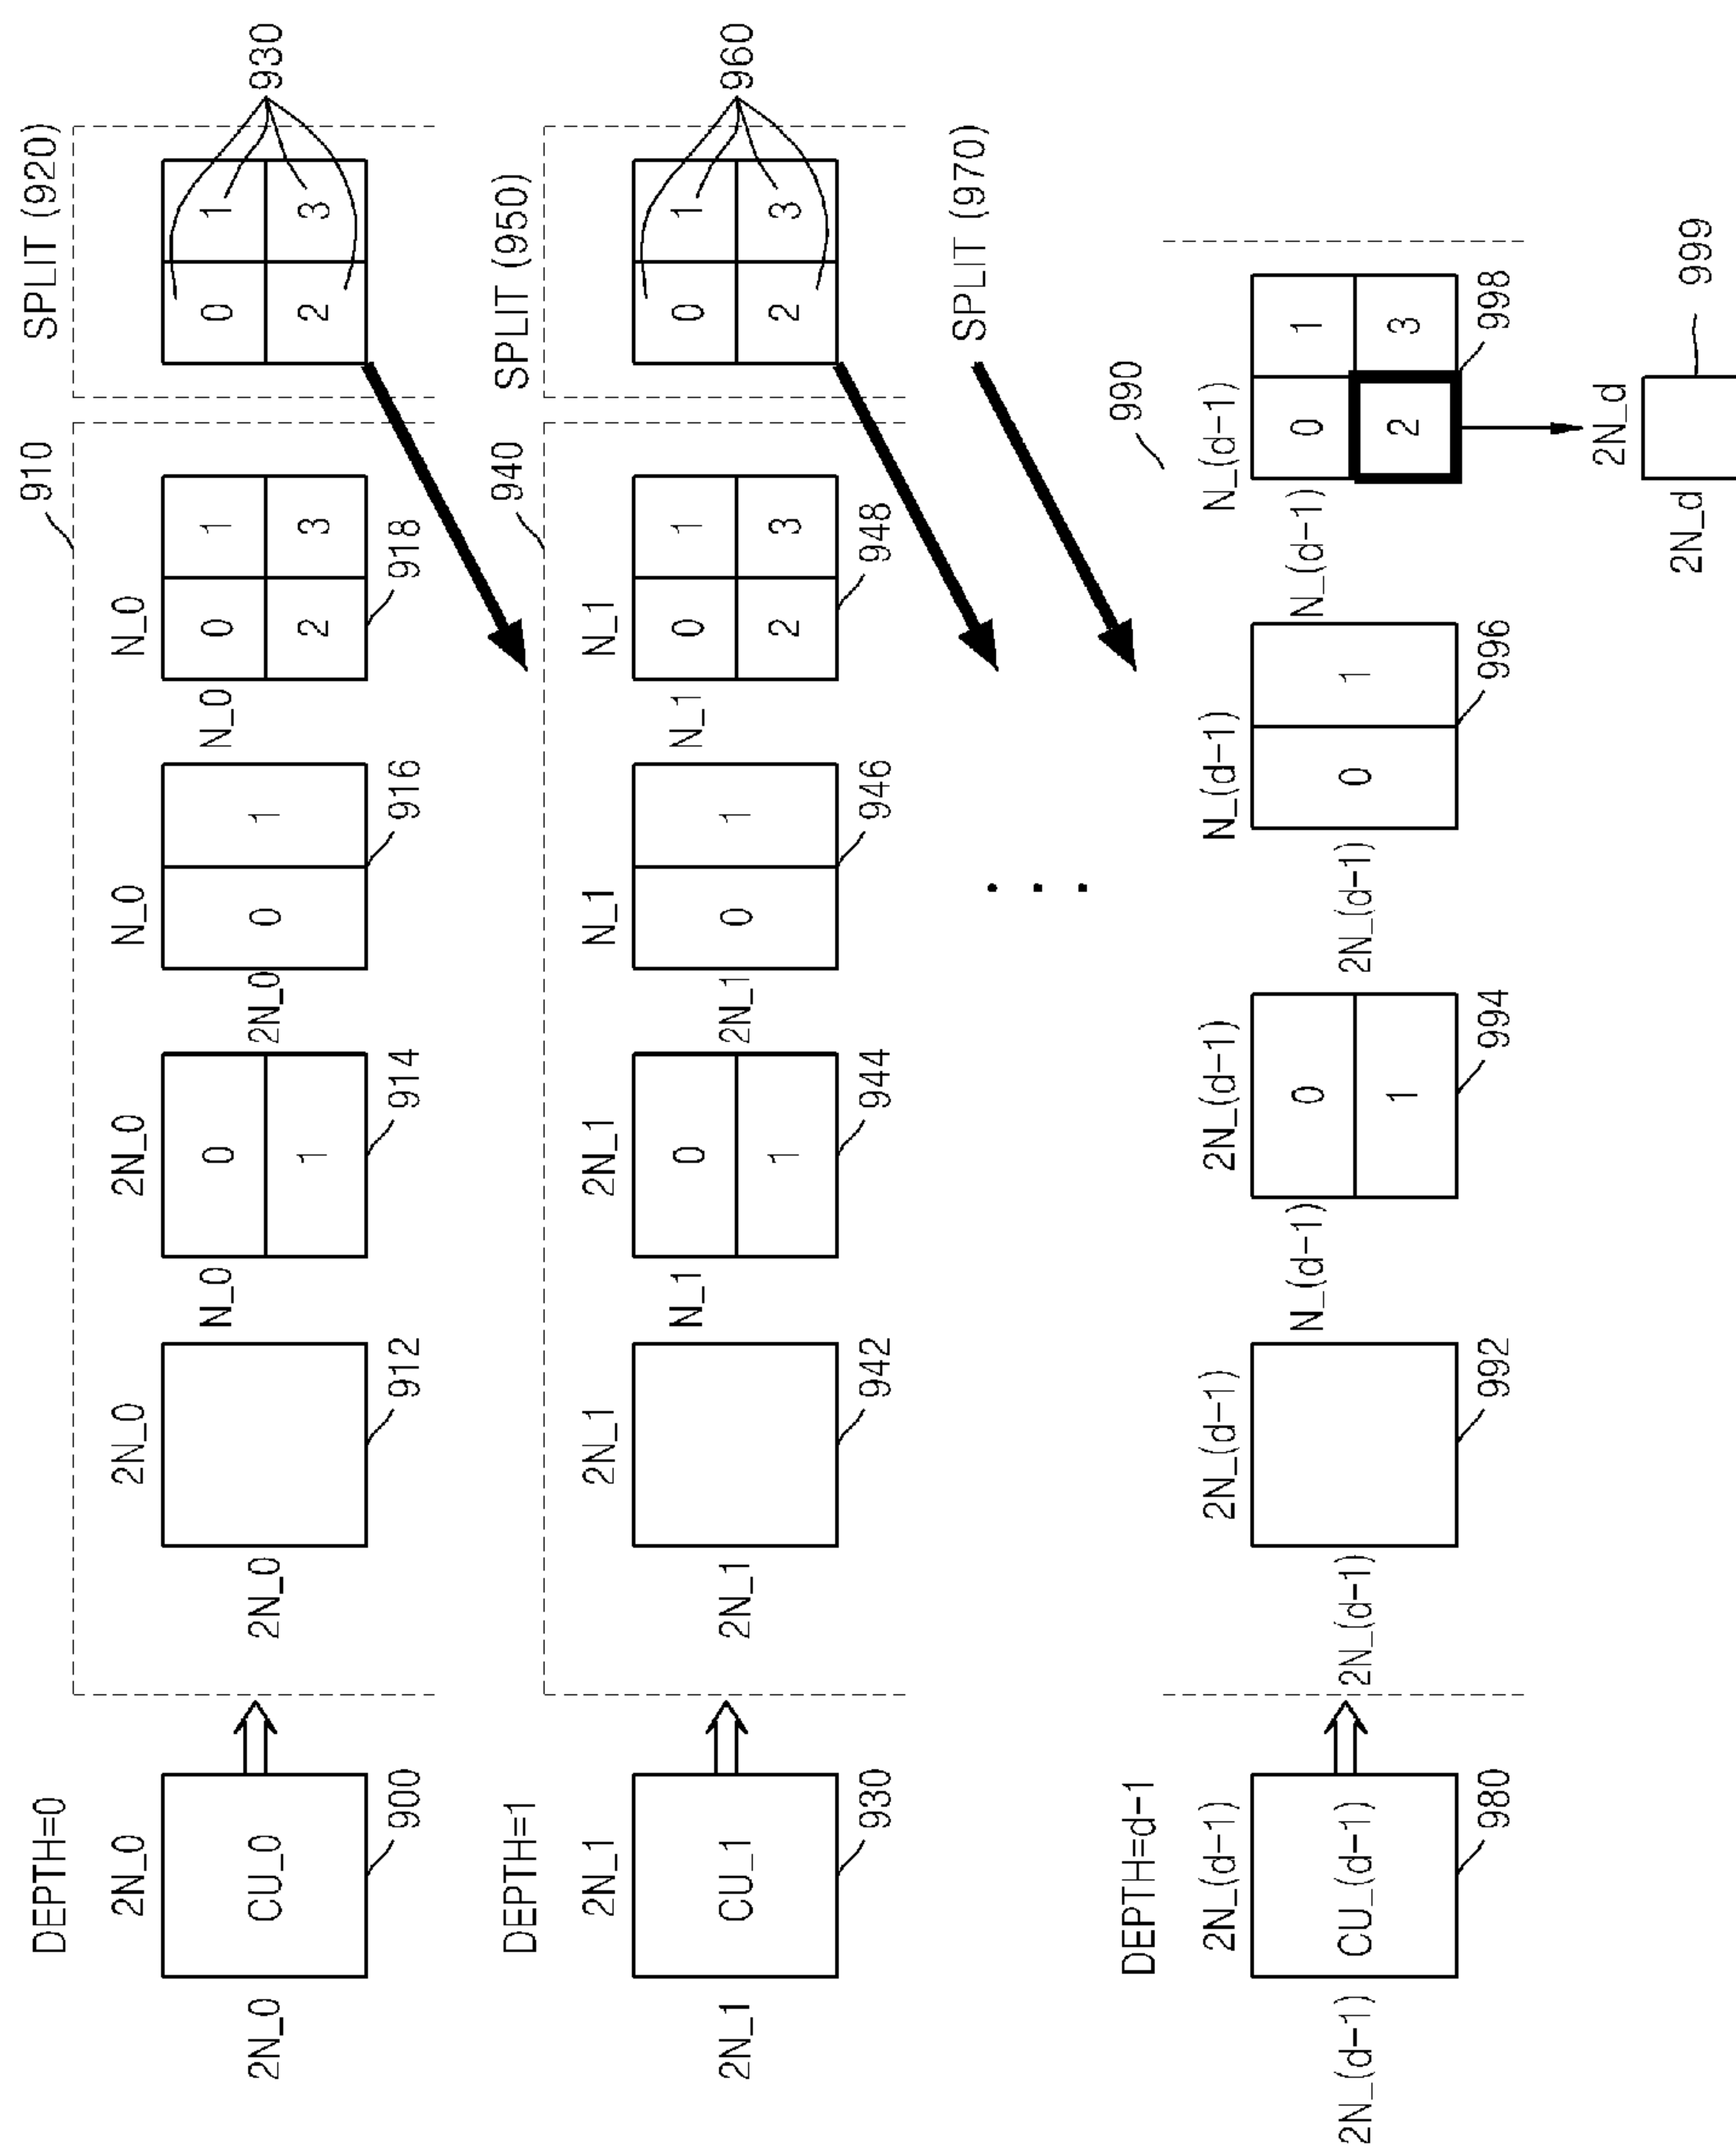 DEPTH=0
2N_0
2N_0
CU_0
900
910
2N_0
2N_0
912
2N_0
N_0
0
1
914
N_0
2N_0
0
1
916
N_0
N_0
0
1
2
3
918
SPLIT (920)
0
1
2
3
930
DEPTH=1
2N_1
2N_1
CU_1
930
940
2N_1
2N_1
942
2N_1
N_1
0
1
944
N_1
2N_1
0
1
946
N_1
N_1
0
1
2
3
948
SPLIT (950)
0
1
2
3
960
SPLIT (970)
DEPTH=d-1
2N_(d-1)
2N_(d-1)
CU_(d-1)
980
990
2N_(d-1)
2N_(d-1)
992
2N_(d-1)
N_(d-1)
0
1
994
N_(d-1)
2N_(d-1)
0
1
996
N_(d-1)
N_(d-1)
0
1
2
3
998
2N_d
2N_d
999